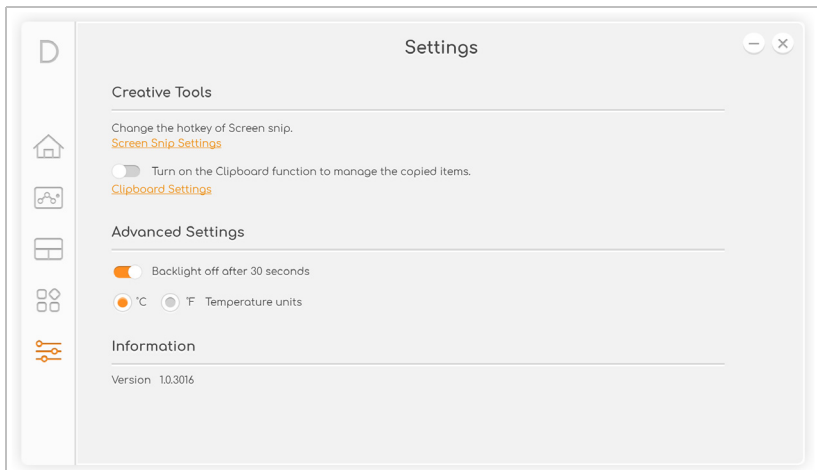 D
Settings
Creative Tools
Change the hotkey of Screen snip.
Screen Snip Settings
Turn on the Clipboard function to manage the copied items.
Clipboard Settings
Advanced Settings
Backlight off after 30 seconds
°C °F Temperature units
Information
Version 1.0.3016